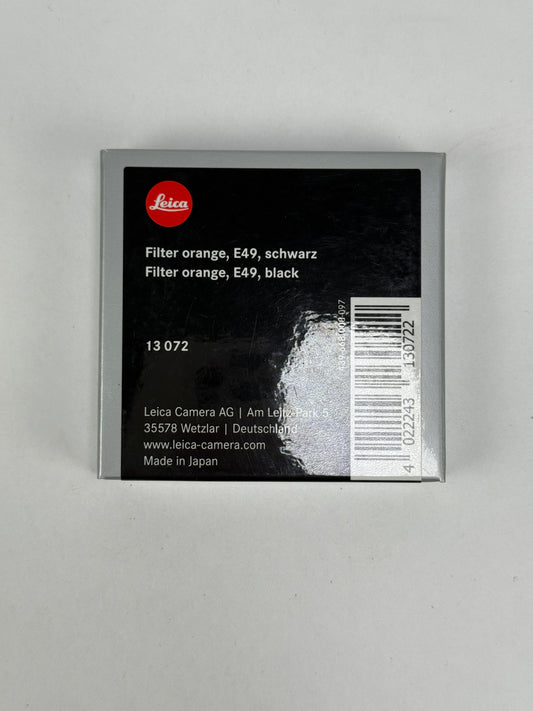 Leica
Filter orange, E49, schwarz
Filter orange, E49, black
13 072
Leica Camera AG | Am Leitz-Park 5
35578 Wetzlar | Deutschland
www.leica-camera.com
Made in Japan
4 022243 130722